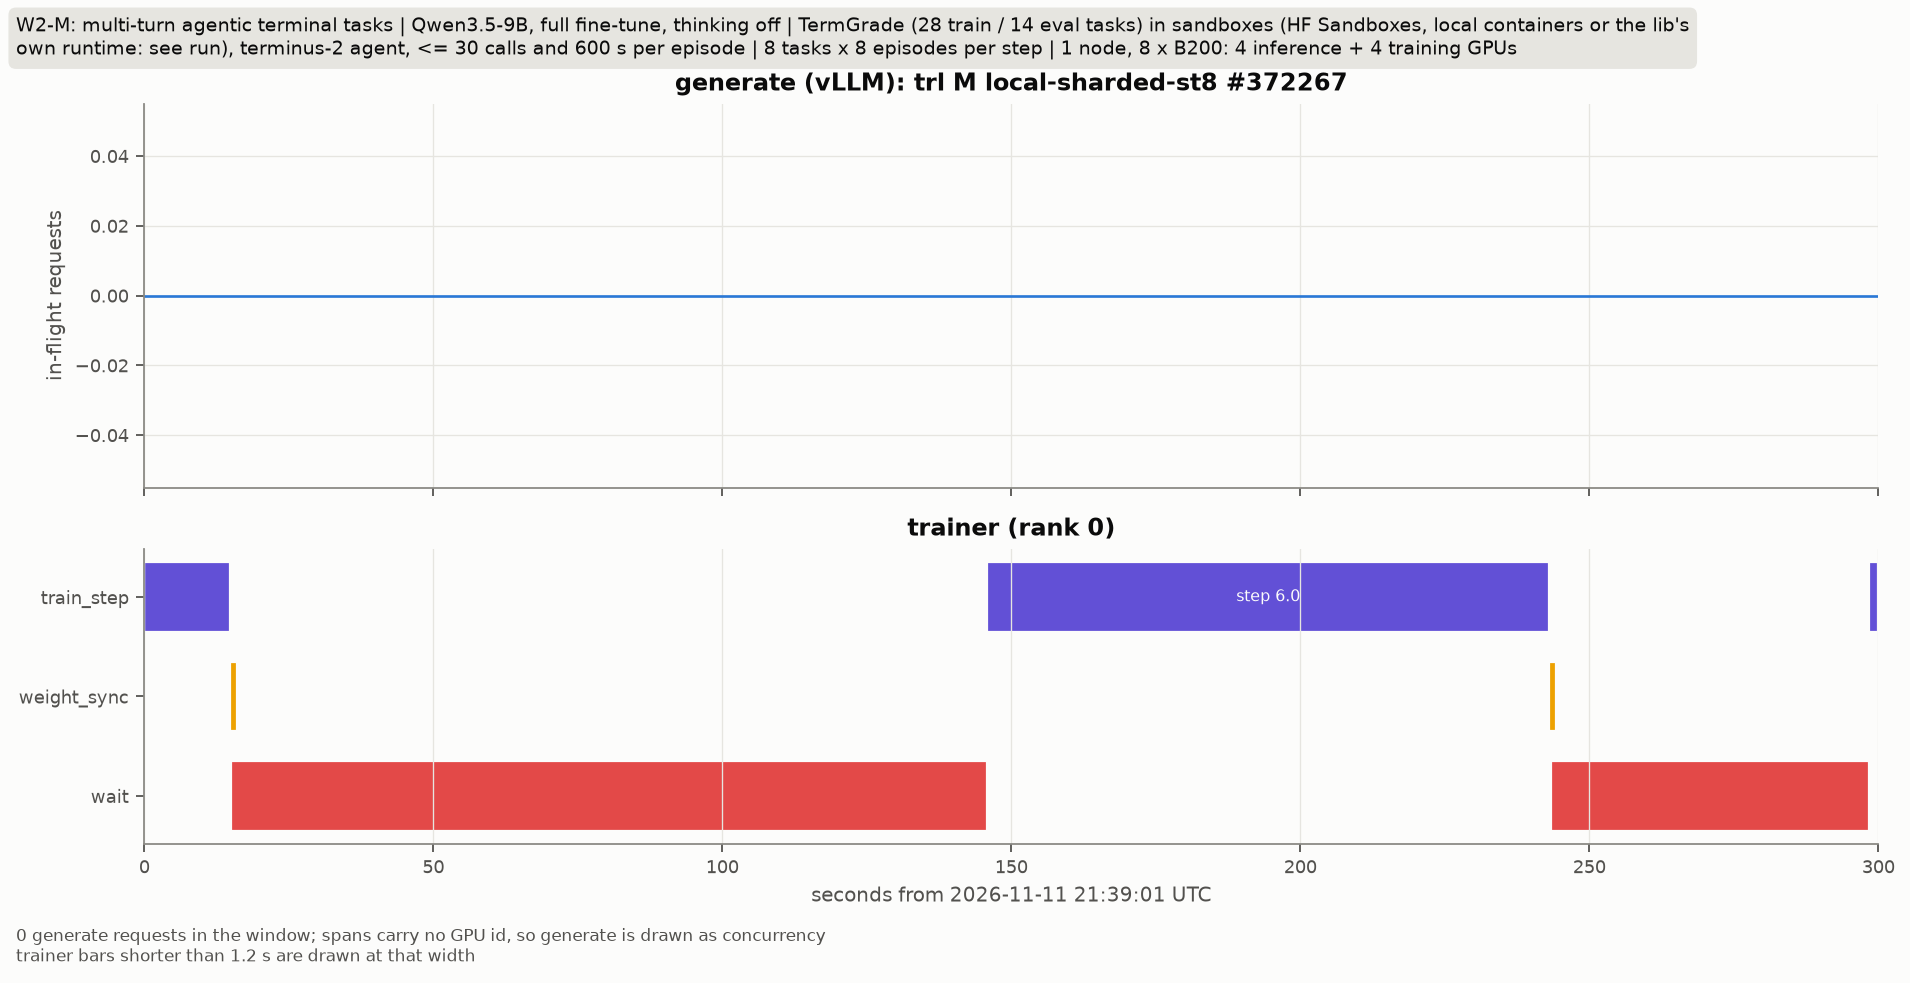 W2-M: multi-turn agentic terminal tasks | Qwen3.5-9B, full fine-tune, thinking off | TermGrade (28 train / 14 eval tasks) in sandboxes (HF Sandboxes, local containers or the lib's
own runtime: see run), terminus-2 agent, <= 30 calls and 600 s per episode | 8 tasks x 8 episodes per step | 1 node, 8 x B200: 4 inference + 4 training GPUs
generate (vLLM): trl M local-sharded-st8 #372267
in-flight requests
0.04
0.02
0.00
−0.02
−0.04
trainer (rank 0)
train_step
step 6.0
weight_sync
wait
0 50 100 150 200 250 300
seconds from 2026-11-11 21:39:01 UTC
0 generate requests in the window; spans carry no GPU id, so generate is drawn as concurrency
trainer bars shorter than 1.2 s are drawn at that width